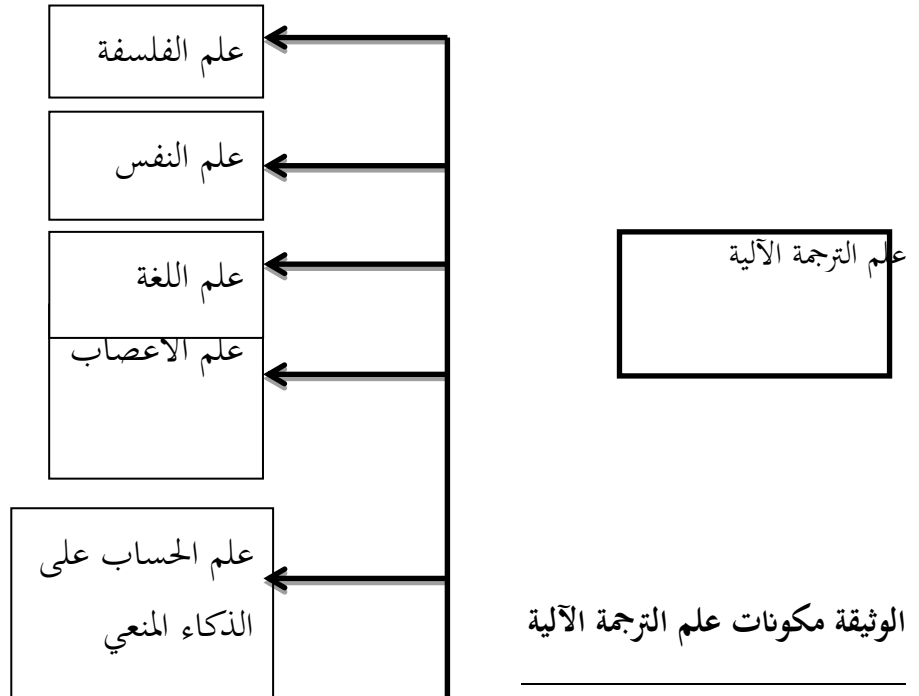 علم الفلسفة
علم النفس
علم الترجمة الآلية
علم اللغة
علم الاعصاب
علم الحساب على
الذكاء المنعي
الوثيقة مكونات علم الترجمة الآلية